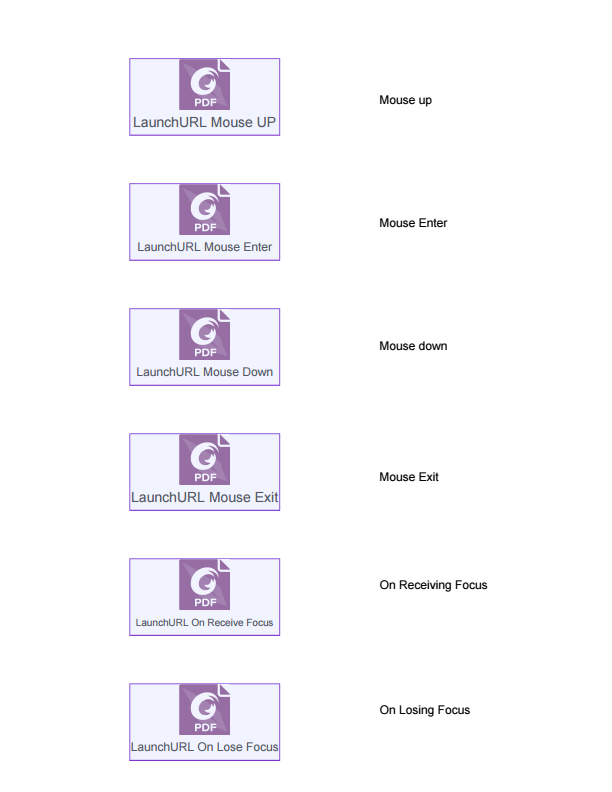 PDF
LaunchURL Mouse UP
Mouse up
PDF
LaunchURL Mouse Enter
Mouse Enter
PDF
LaunchURL Mouse Down
Mouse down
PDF
LaunchURL Mouse Exit
Mouse Exit
PDF
LaunchURL On Receive Focus
On Receiving Focus
PDF
LaunchURL On Lose Focus
On Losing Focus